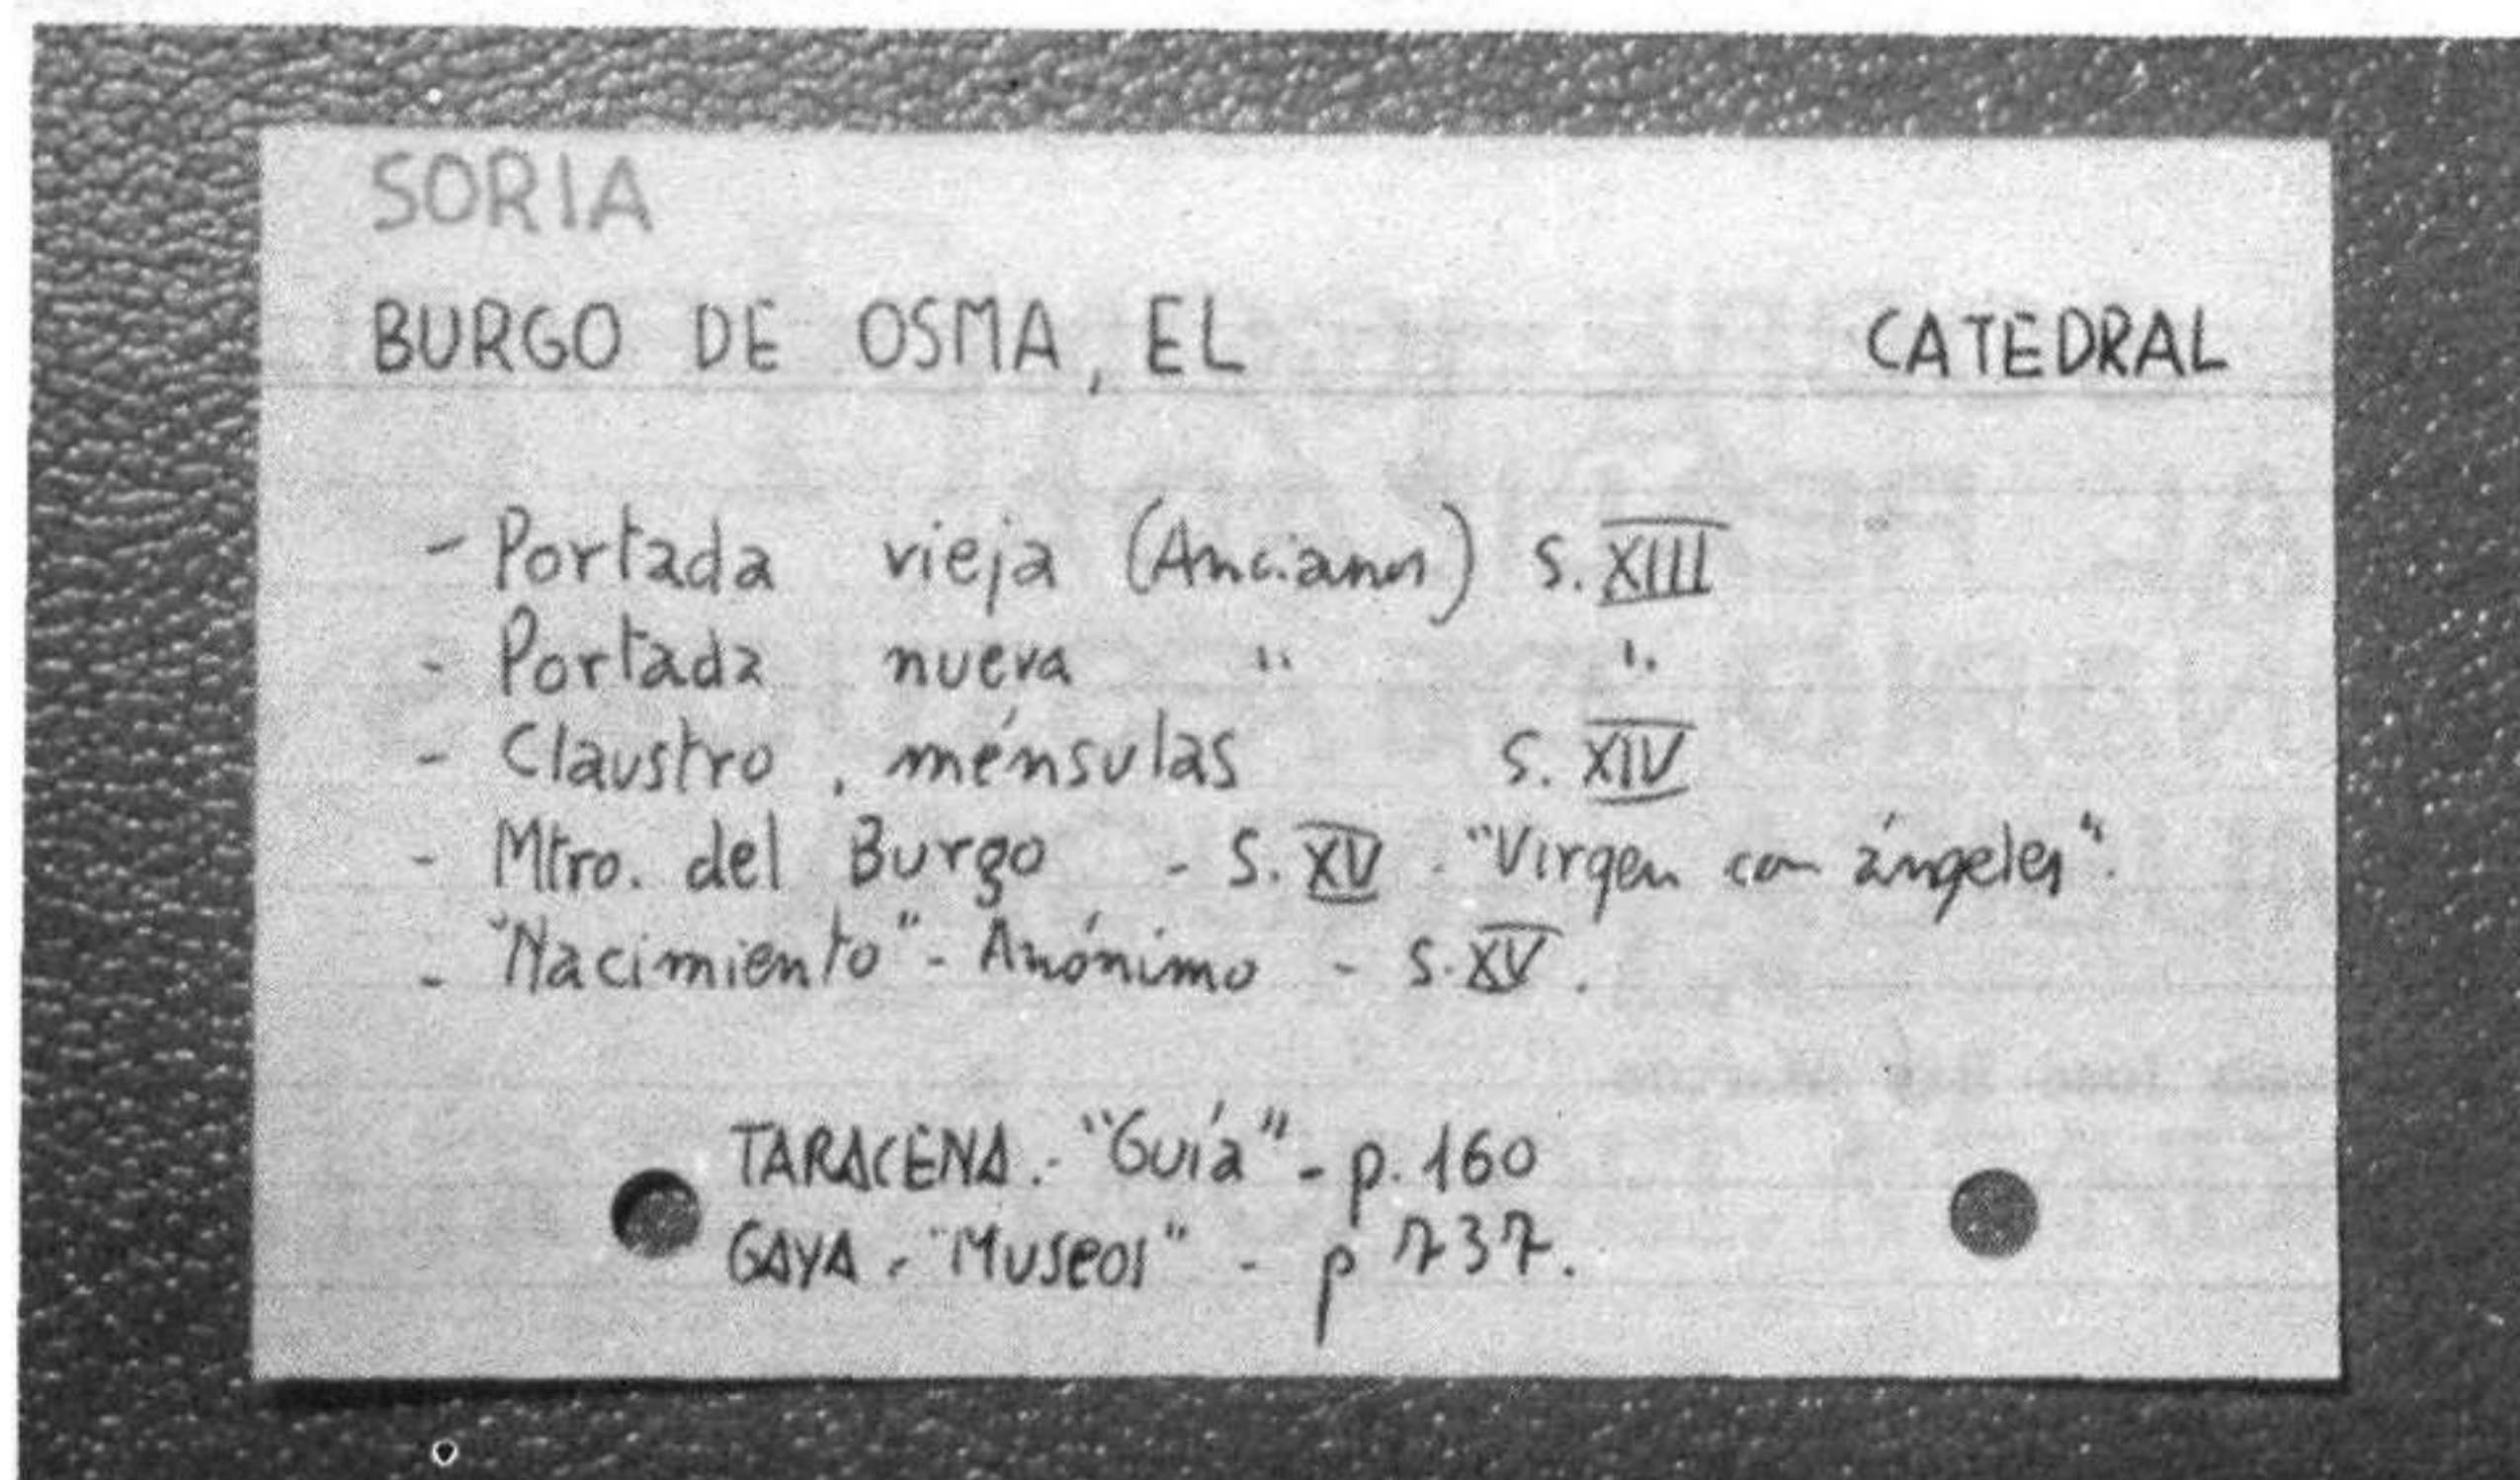 SORIA
BURGO DE OSMA, EL CATEDRAL
- Portada vieja (Ancianos) S. XIII
- Portada nueva " "
- Claustro, ménsulas S. XIV
- Mtro. del Burgo - S. XV - "Virgen con ángeles".
- "Nacimiento" - Anónimo - S. XV.
TARACENA.- "Guía" - p. 160
GAYA - "Museos" - p 737.